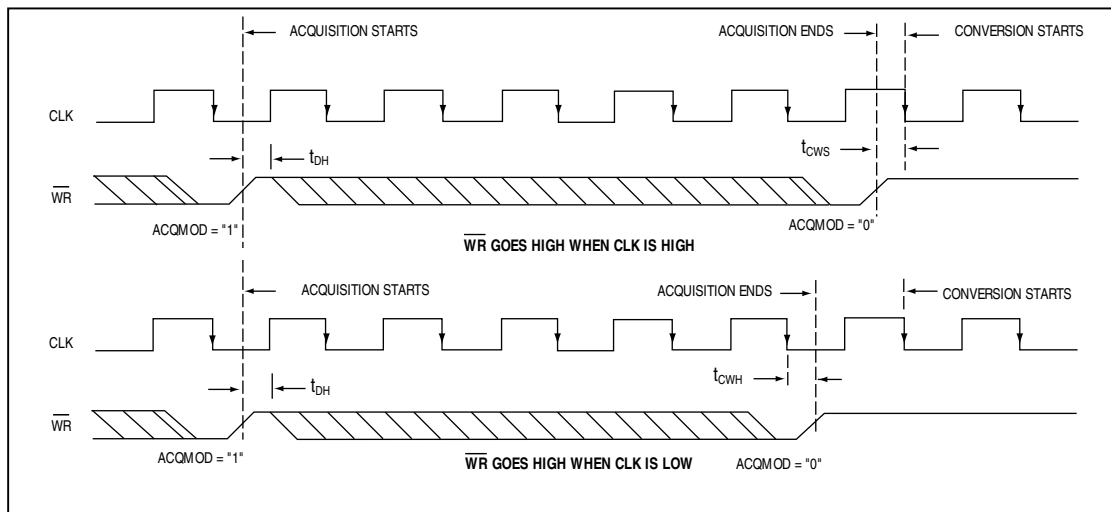 ACQUISITION STARTS
ACQUISITION ENDS
CONVERSION STARTS
CLK
tDH
tCWS
WR
ACQMOD = "1"
ACQMOD = "0"
WR GOES HIGH WHEN CLK IS HIGH
ACQUISITION STARTS
ACQUISITION ENDS
CONVERSION STARTS
CLK
tDH
tCWH
WR
ACQMOD = "1"
WR GOES HIGH WHEN CLK IS LOW
ACQMOD = "0"